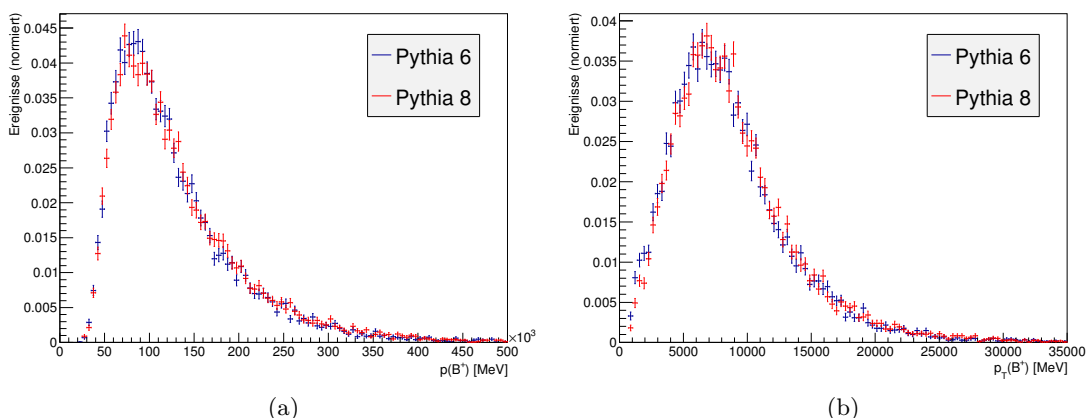 Ereignisse (normiert)
0.045
0.04
0.035
0.03
0.025
0.02
0.015
0.01
0.005
0
Pythia 6
Pythia 8
0 50 100 150 200 250 300 350 400 450 500
×10³
p(B⁺) [MeV]
(a)
Ereignisse (normiert)
0.04
0.035
0.03
0.025
0.02
0.015
0.01
0.005
0
Pythia 6
Pythia 8
0 5000 10000 15000 20000 25000 30000 35000
p_T(B⁺) [MeV]
(b)